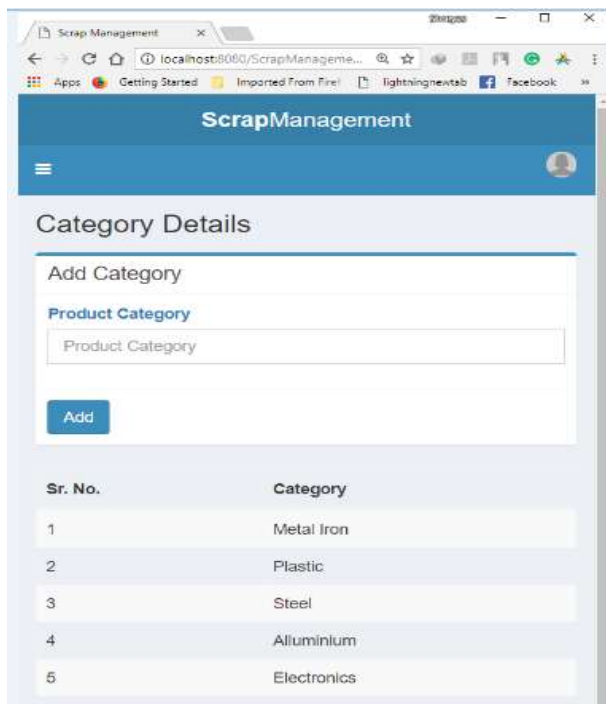 Scrap Management
localhost:8080/ScrapManageme...
Apps Getting Started Imported From Firef lightningnewtab Facebook »
ScrapManagement
Category Details
Add Category
Product Category
Product Category
Add
Sr. No. Category
1 Metal Iron
2 Plastic
3 Steel
4 Alluminium
5 Electronics